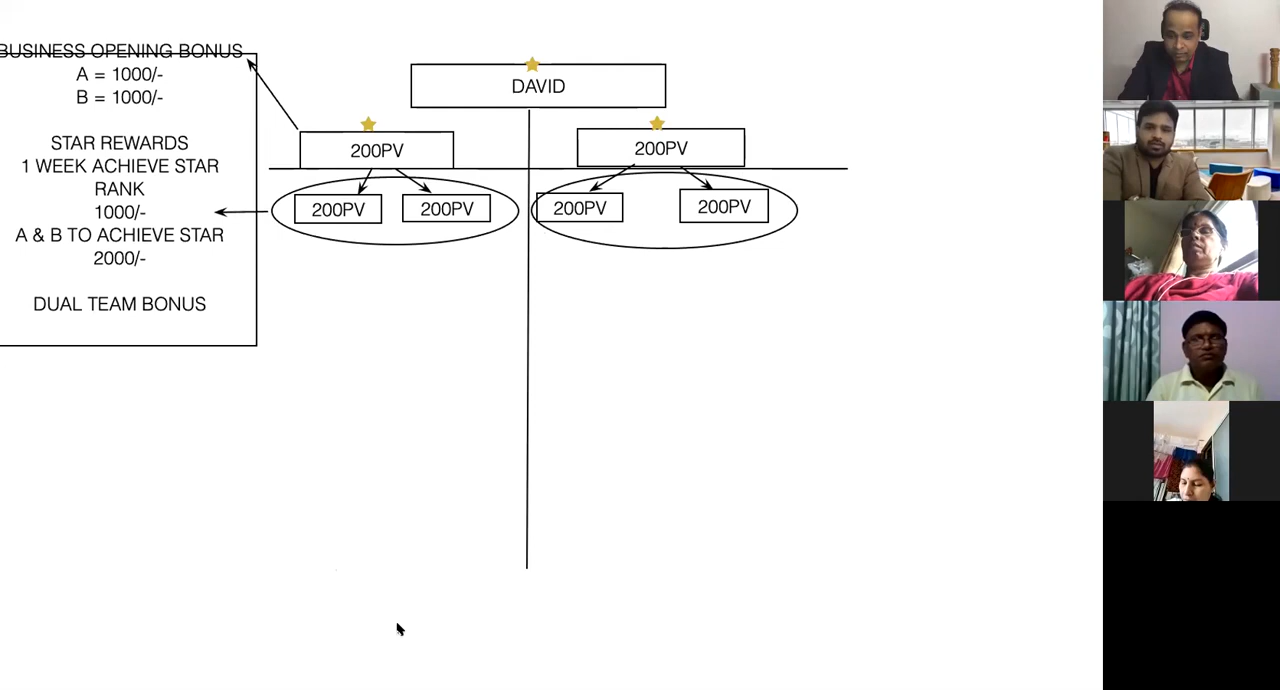 BUSINESS OPENING BONUS
A = 1000/-
B = 1000/-
STAR REWARDS
1 WEEK ACHIEVE STAR
RANK
1000/-
A & B TO ACHIEVE STAR
2000/-
DUAL TEAM BONUS
DAVID
200PV
200PV
200PV
200PV
200PV
200PV